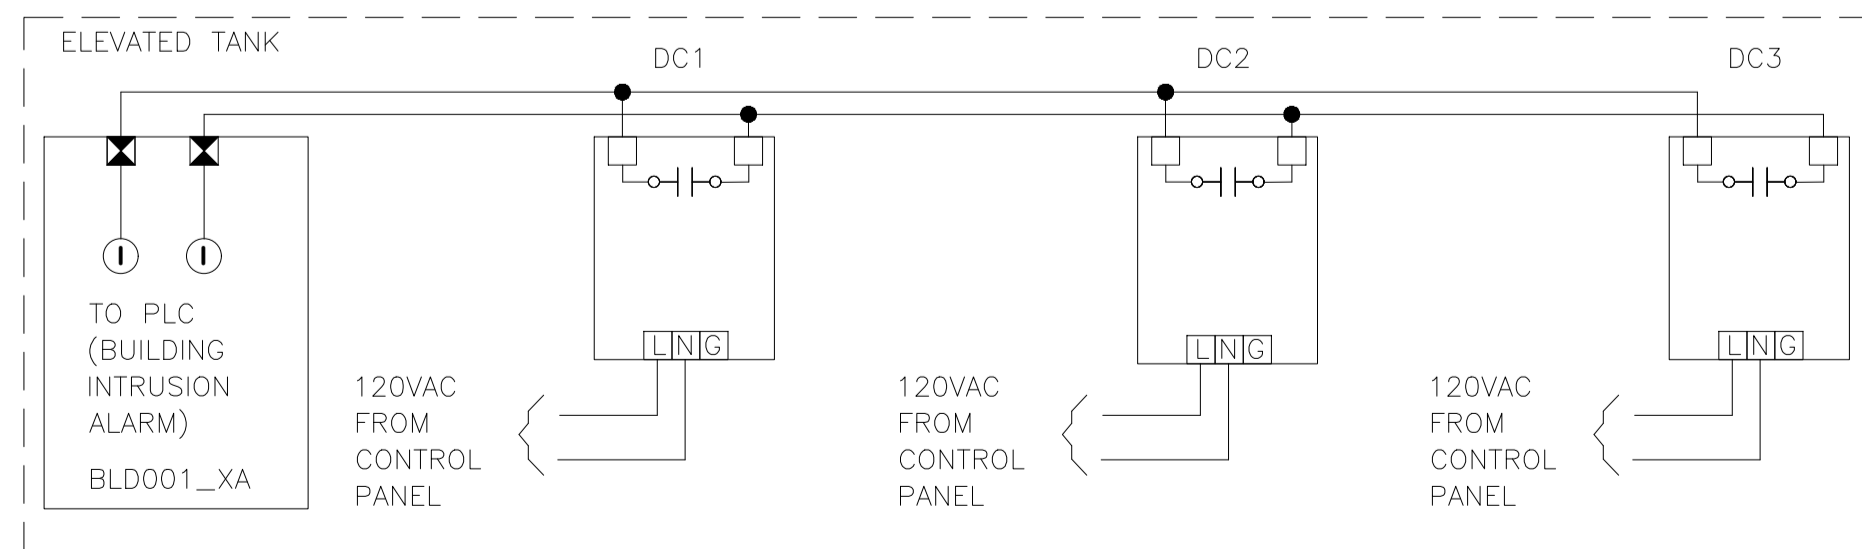 ELEVATED TANK
DC1
DC2
DC3
TO PLC
(BUILDING
INTRUSION
ALARM)
BLD001_XA
I
I
L N G
120VAC
FROM
CONTROL
PANEL
L N G
120VAC
FROM
CONTROL
PANEL
L N G
120VAC
FROM
CONTROL
PANEL